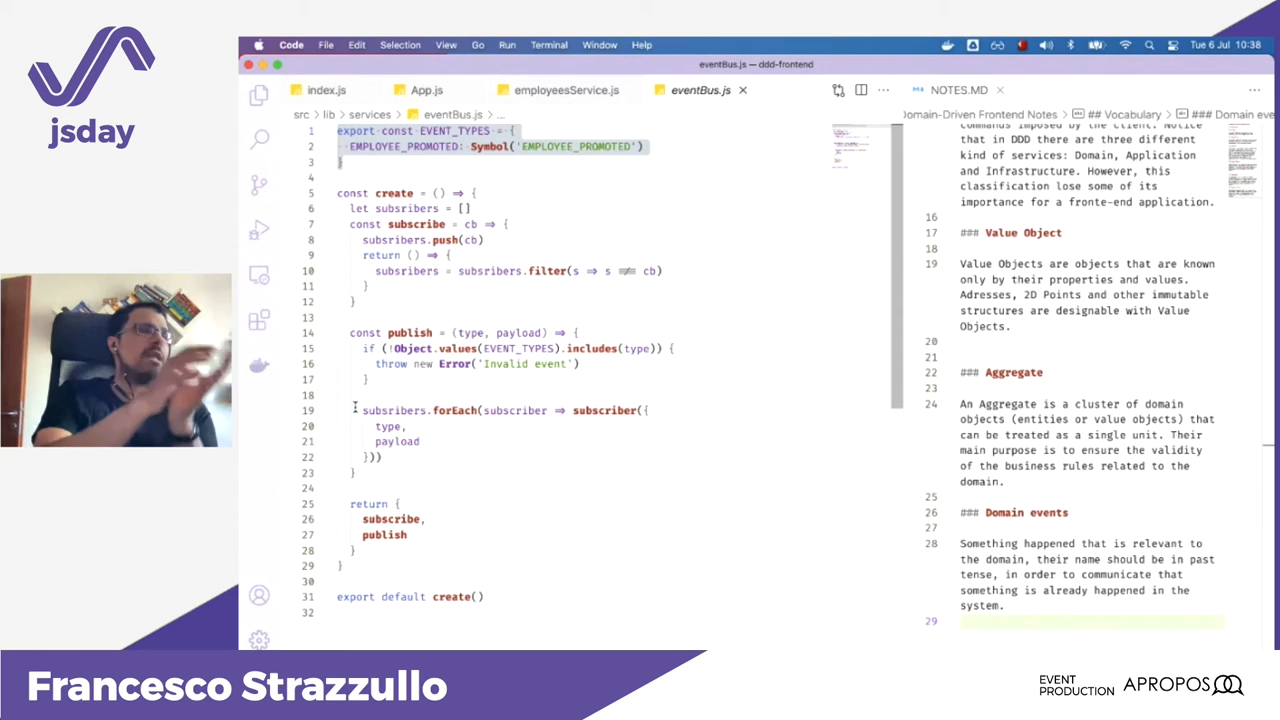 jsday
Code File Edit Selection View Go Run Terminal Window Help
Tue 6 Jul 10:38
eventBus.js — ddd-frontend
index.js
App.js
employeesService.js
eventBus.js
NOTES.MD
src > lib > services > eventBus.js > ...
Domain-Driven Frontend Notes > ## Vocabulary > ### Domain eve
1 export const EVENT_TYPES = {
2 EMPLOYEE_PROMOTED: Symbol('EMPLOYEE_PROMOTED')
3 }
4
5 const create = () => {
6 let subsribers = []
7 const subscribe = cb => {
8 subsribers.push(cb)
9 return () => {
10 subsribers = subsribers.filter(s => s !== cb)
11 }
12 }
13
14 const publish = (type, payload) => {
15 if (!Object.values(EVENT_TYPES).includes(type)) {
16 throw new Error('Invalid event')
17 }
18
19 subsribers.forEach(subscriber => subscriber({
20 type,
21 payload
22 }))
23 }
24
25 return {
26 subscribe,
27 publish
28 }
29 }
30
31 export default create()
32
commands imposed by the client. Notice
that in DDD there are three different
kind of services: Domain, Application
and Infrastructure. However, this
classification lose some of its
importance for a fronte-end application.
16
17 ### Value Object
18
19 Value Objects are objects that are known
only by their properties and values.
Adresses, 2D Points and other immutable
structures are designable with Value
Objects.
20
21
22 ### Aggregate
23
24 An Aggregate is a cluster of domain
objects (entities or value objects) that
can be treated as a single unit. Their
main purpose is to ensure the validity
of the business rules related to the
domain.
25
26 ### Domain events
27
28 Something happened that is relevant to
the domain, their name should be in past
tense, in order to communicate that
something is already happened in the
system.
29
Francesco Strazzullo
EVENT
PRODUCTION
APROPOS